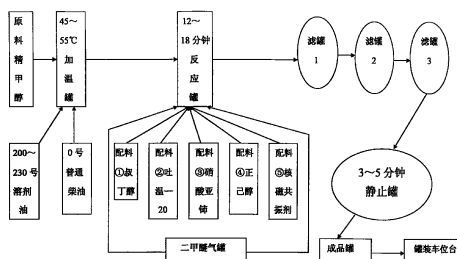 原
料
精
甲
醇
45～
55℃
加
温
罐
12～
18分钟
反
应
罐
滤罐
1
滤罐
2
滤罐
3
200～
230号
溶剂
油
0号
普通
柴油
配料
①叔
丁醇
配料
②吐
温一
20
配料
③硝
酸亚
铈
配料
④正
己醇
配料
⑤核
磁共
振剂
3～5分钟
静止罐
二甲醚气罐
成品罐
罐装车位台